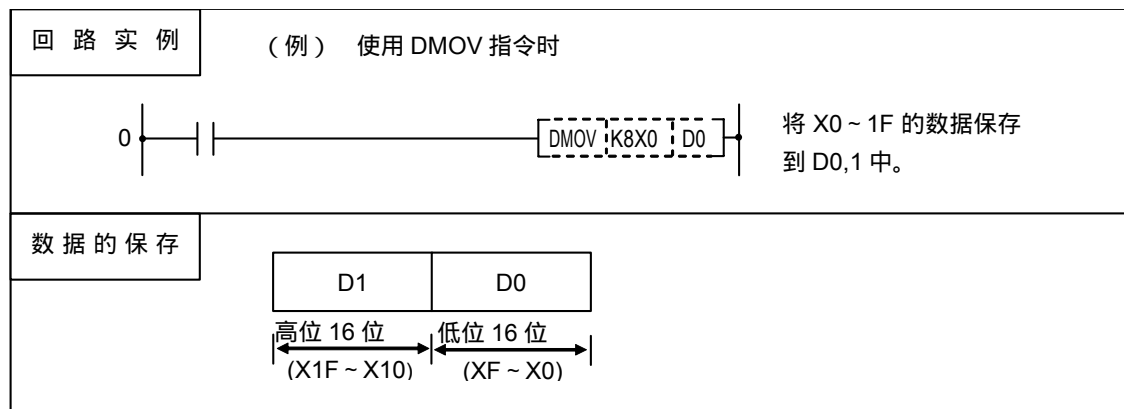 回 路 实 例
（例） 使用 DMOV 指令时
0
DMOV K8X0 D0
将 X0 ~ 1F 的数据保存
到 D0,1 中。
数 据 的 保 存
D1 D0
高位 16 位 低位 16 位
(X1F ~ X10) (XF ~ X0)